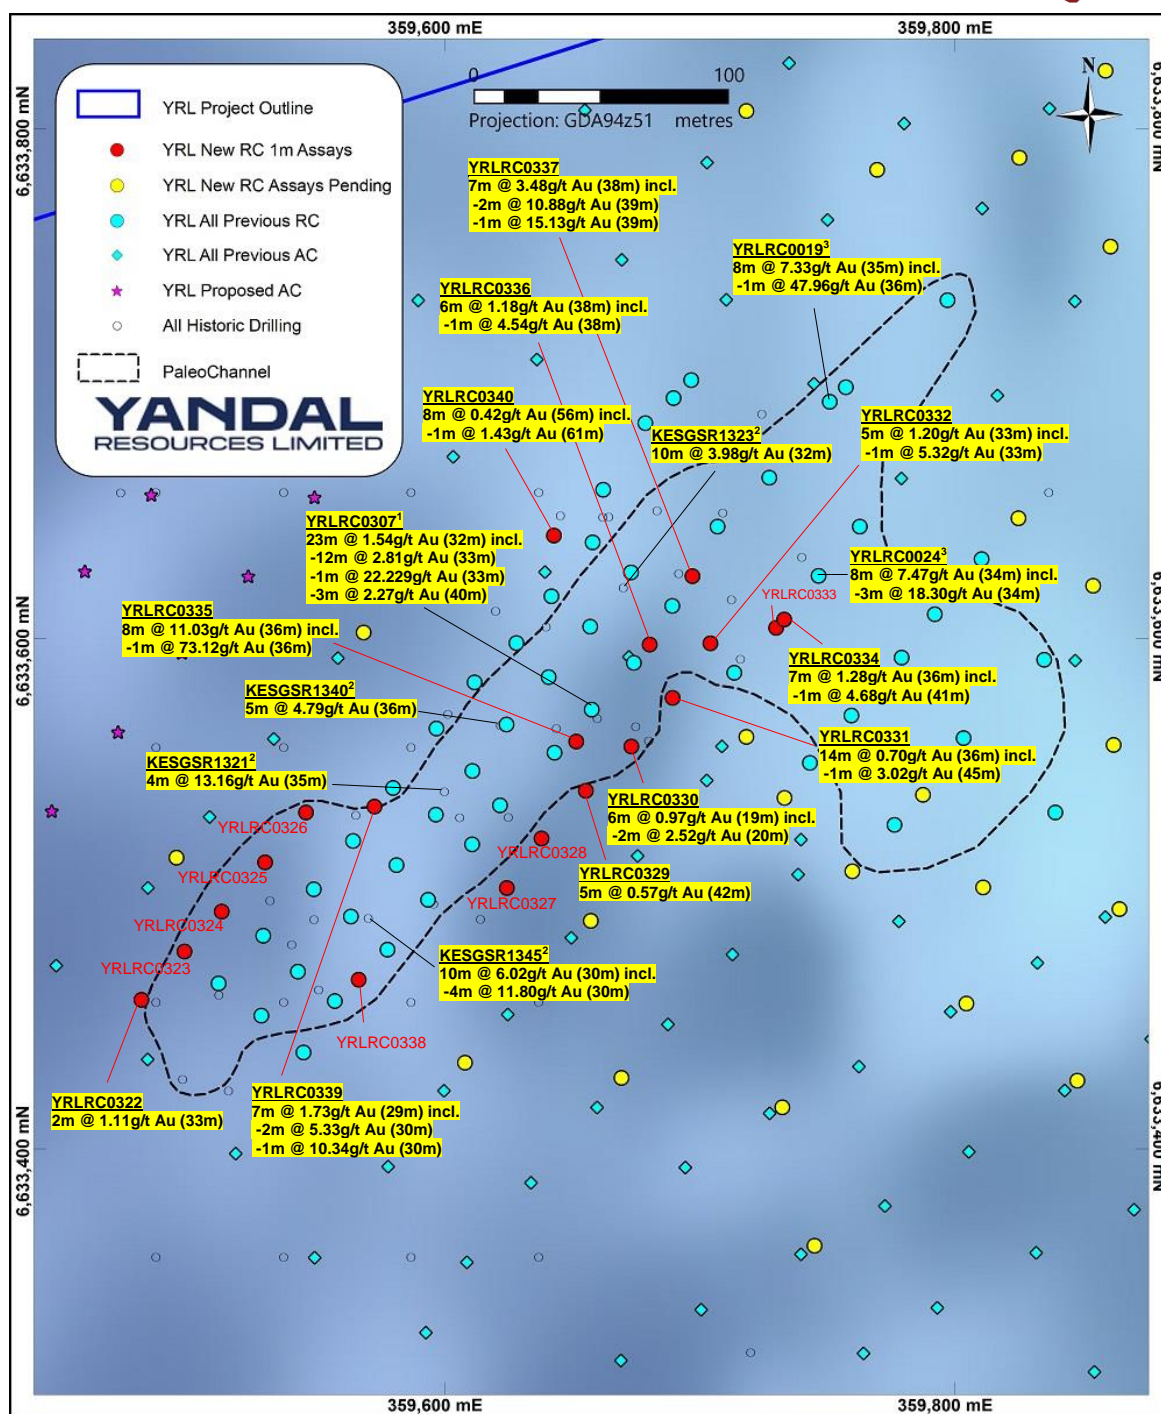 359,600 mE
359,800 mE
6,633,800 mN
6,633,800 mN
YRL Project Outline
YRL New RC 1m Assays
YRL New RC Assays Pending
YRL All Previous RC
YRL All Previous AC
YRL Proposed AC
All Historic Drilling
PaleoChannel
YANDAL
RESOURCES LIMITED
0 100
Projection: GDA94z51 metres
N
YRLRC0337
7m @ 3.48g/t Au (38m) incl.
-2m @ 10.88g/t Au (39m)
-1m @ 15.13g/t Au (39m)
YRLRC0019³
8m @ 7.33g/t Au (35m) incl.
-1m @ 47.96g/t Au (36m)
YRLRC0336
6m @ 1.18g/t Au (38m) incl.
-1m @ 4.54g/t Au (38m)
YRLRC0340
8m @ 0.42g/t Au (56m) incl.
-1m @ 1.43g/t Au (61m)
KESGSR1323²
10m @ 3.98g/t Au (32m)
YRLRC0332
5m @ 1.20g/t Au (33m) incl.
-1m @ 5.32g/t Au (33m)
YRLRC0307¹
23m @ 1.54g/t Au (32m) incl.
-12m @ 2.81g/t Au (33m)
-1m @ 22.229g/t Au (33m)
-3m @ 2.27g/t Au (40m)
YRLRC0024³
8m @ 7.47g/t Au (34m) incl.
-3m @ 18.30g/t Au (34m)
YRLRC0333
6,633,600 mN
6,633,600 mN
YRLRC0335
8m @ 11.03g/t Au (36m) incl.
-1m @ 73.12g/t Au (36m)
YRLRC0334
7m @ 1.28g/t Au (36m) incl.
-1m @ 4.68g/t Au (41m)
KESGSR1340²
5m @ 4.79g/t Au (36m)
YRLRC0331
14m @ 0.70g/t Au (36m) incl.
-1m @ 3.02g/t Au (45m)
KESGSR1321²
4m @ 13.16g/t Au (35m)
YRLRC0330
6m @ 0.97g/t Au (19m) incl.
-2m @ 2.52g/t Au (20m)
YRLRC0326
YRLRC0328
YRLRC0329
5m @ 0.57g/t Au (42m)
YRLRC0325
YRLRC0327
YRLRC0324
YRLRC0323
KESGSR1345²
10m @ 6.02g/t Au (30m) incl.
-4m @ 11.80g/t Au (30m)
YRLRC0338
YRLRC0322
2m @ 1.11g/t Au (33m)
YRLRC0339
7m @ 1.73g/t Au (29m) incl.
-2m @ 5.33g/t Au (30m)
-1m @ 10.34g/t Au (30m)
6,633,400 mN
6,633,400 mN
359,600 mE
359,800 mE